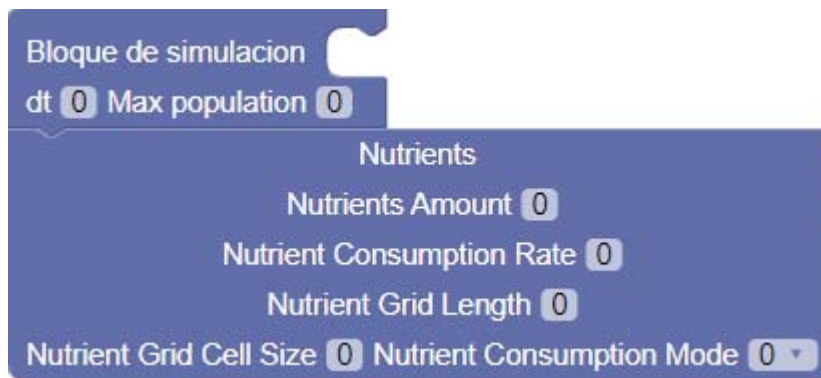 Bloque de simulacion
dt 0 Max population 0
Nutrients
Nutrients Amount 0
Nutrient Consumption Rate 0
Nutrient Grid Length 0
Nutrient Grid Cell Size 0 Nutrient Consumption Mode 0